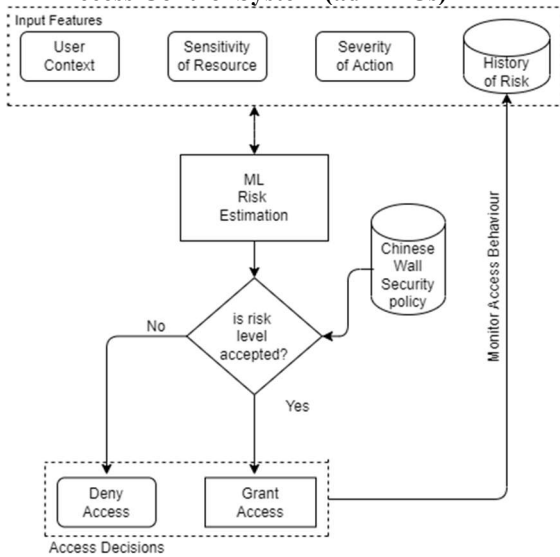 Input Features
User
Context
Sensitivity
of Resource
Severity
of Action
History
of Risk
ML
Risk
Estimation
Chinese
Wall
Security
policy
is risk
level
accepted?
No
Yes
Monitor Access Behaviour
Deny
Access
Grant
Access
Access Decisions